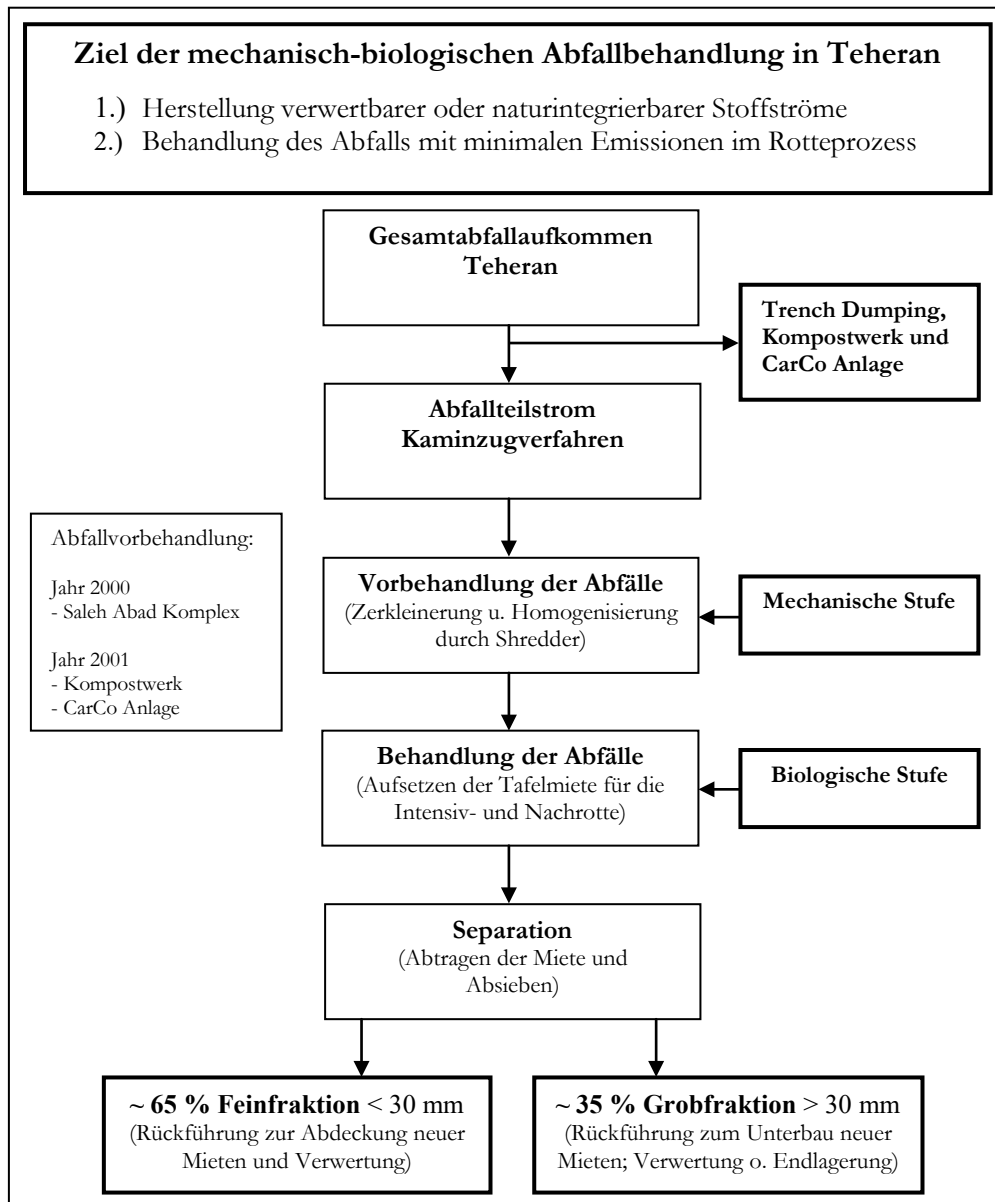 Ziel der mechanisch-biologischen Abfallbehandlung in Teheran
1.) Herstellung verwertbarer oder naturintegrierbarer Stoffströme
2.) Behandlung des Abfalls mit minimalen Emissionen im Rotteprozess
Gesamtabfallaufkommen
Teheran
Trench Dumping,
Kompostwerk und
CarCo Anlage
Abfallteilstrom
Kaminzugverfahren
Abfallvorbehandlung:
Jahr 2000
- Saleh Abad Komplex
Jahr 2001
- Kompostwerk
- CarCo Anlage
Vorbehandlung der Abfälle
(Zerkleinerung u. Homogenisierung
durch Shredder)
Mechanische Stufe
Behandlung der Abfälle
(Aufsetzen der Tafelmiete für die
Intensiv- und Nachrotte)
Biologische Stufe
Separation
(Abtragen der Miete und
Absieben)
~ 65 % Feinfraktion < 30 mm
(Rückführung zur Abdeckung neuer
Mieten und Verwertung)
~ 35 % Grobfraktion > 30 mm
(Rückführung zum Unterbau neuer
Mieten; Verwertung o. Endlagerung)